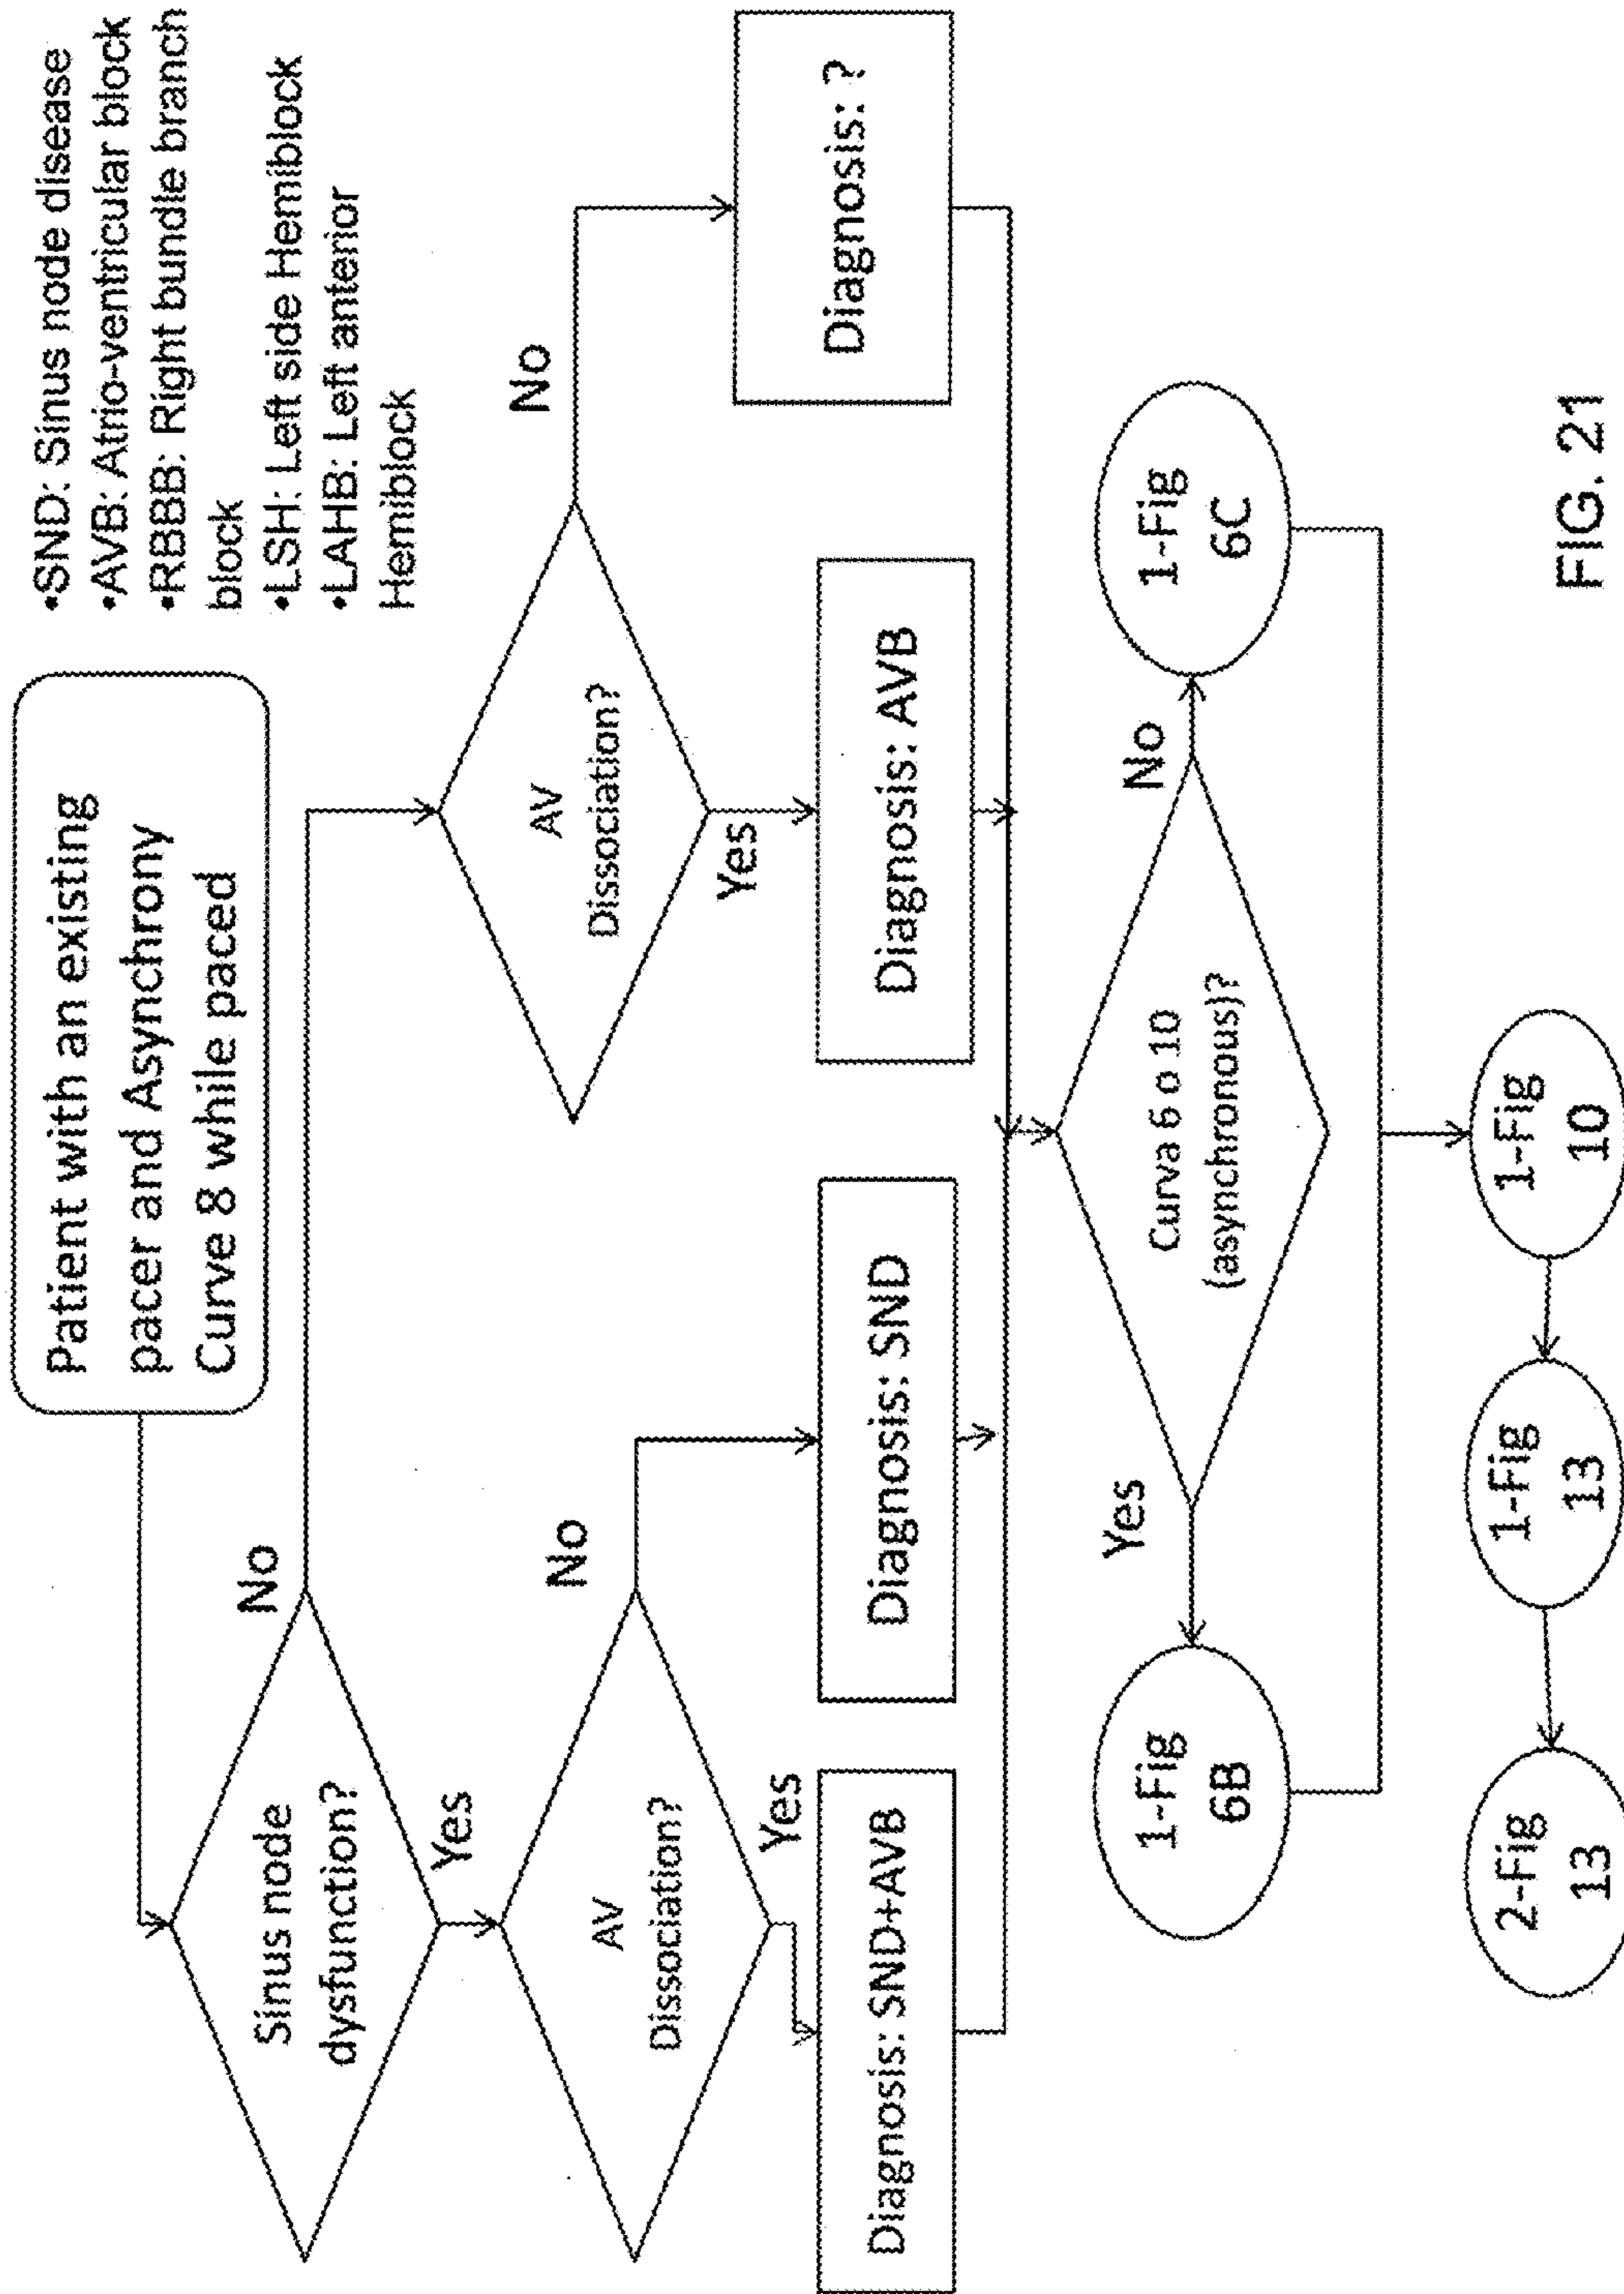 Patient with an existing
pacer and Asynchrony
Curve 8 while paced
•SND: Sinus node disease
•AVB: Atrio-ventricular block
•RBBB: Right bundle branch
block
•LSH: Left side Hemiblock
•LAHB: Left anterior
Hemiblock
Sinus node
dysfunction?
No
Yes
AV
Dissociation?
No
Yes
AV
Dissociation?
No
Yes
Diagnosis: SND+AVB
Diagnosis: SND
Diagnosis: AVB
Diagnosis: ?
Curva 6 o 10
(asynchronous)?
Yes
No
1-Fig
6B
1-Fig
6C
2-Fig
13
1-Fig
13
1-Fig
10
FIG. 21